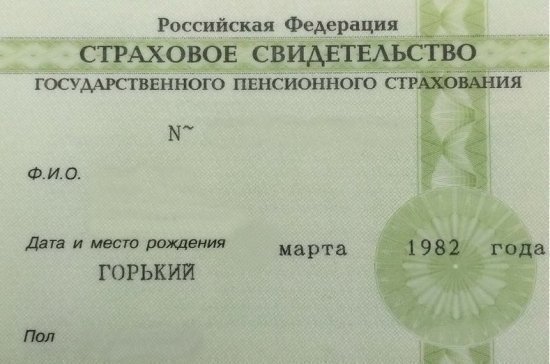 Российская Федерация
СТРАХОВОЕ СВИДЕТЕЛЬСТВО
ГОСУДАРСТВЕННОГО ПЕНСИОННОГО СТРАХОВАНИЯ
N~
Ф.И.О.
Дата и место рождения марта 1982 года
ГОРЬКИЙ
Пол